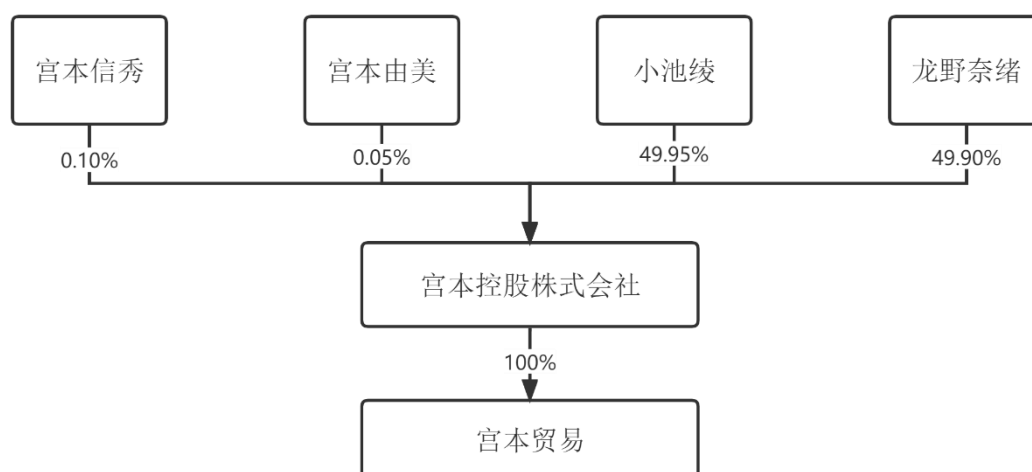 宫本信秀
宫本由美
小池绫
龙野奈绪
0.10%
0.05%
49.95%
49.90%
宫本控股株式会社
100%
宫本贸易